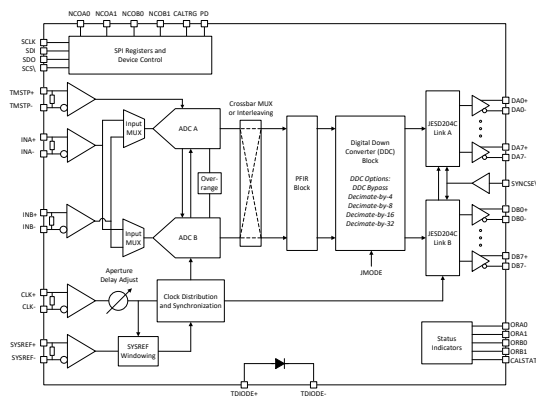 NCOA0 NCOA1 NCOB0 NCOB1 CALTRG PD
SCLK
SDI
SDO
SCS\
SPI Registers and
Device Control
TMSTP+
TMSTP-
INA+
INA-
Input
MUX
ADC A
Crossbar MUX
or Interleaving
Over-
range
INB+
INB-
Input
MUX
ADC B
PFIR
Block
Digital Down
Converter (DDC)
Block
DDC Options:
DDC Bypass
Decimate-by-4
Decimate-by-8
Decimate-by-16
Decimate-by-32
JMODE
JESD204C
Link A
DA0+
DA0-
DA7+
DA7-
JESD204C
Link B
DB0+
DB0-
DB7+
DB7-
CLK+
CLK-
Aperture
Delay Adjust
Clock Distribution
and Synchronization
SYSREF+
SYSREF-
SYSREF
Windowing
Status
Indicators
ORA0
ORA1
ORB0
ORB1
CALSTAT
TDIODE+ TDIODE-